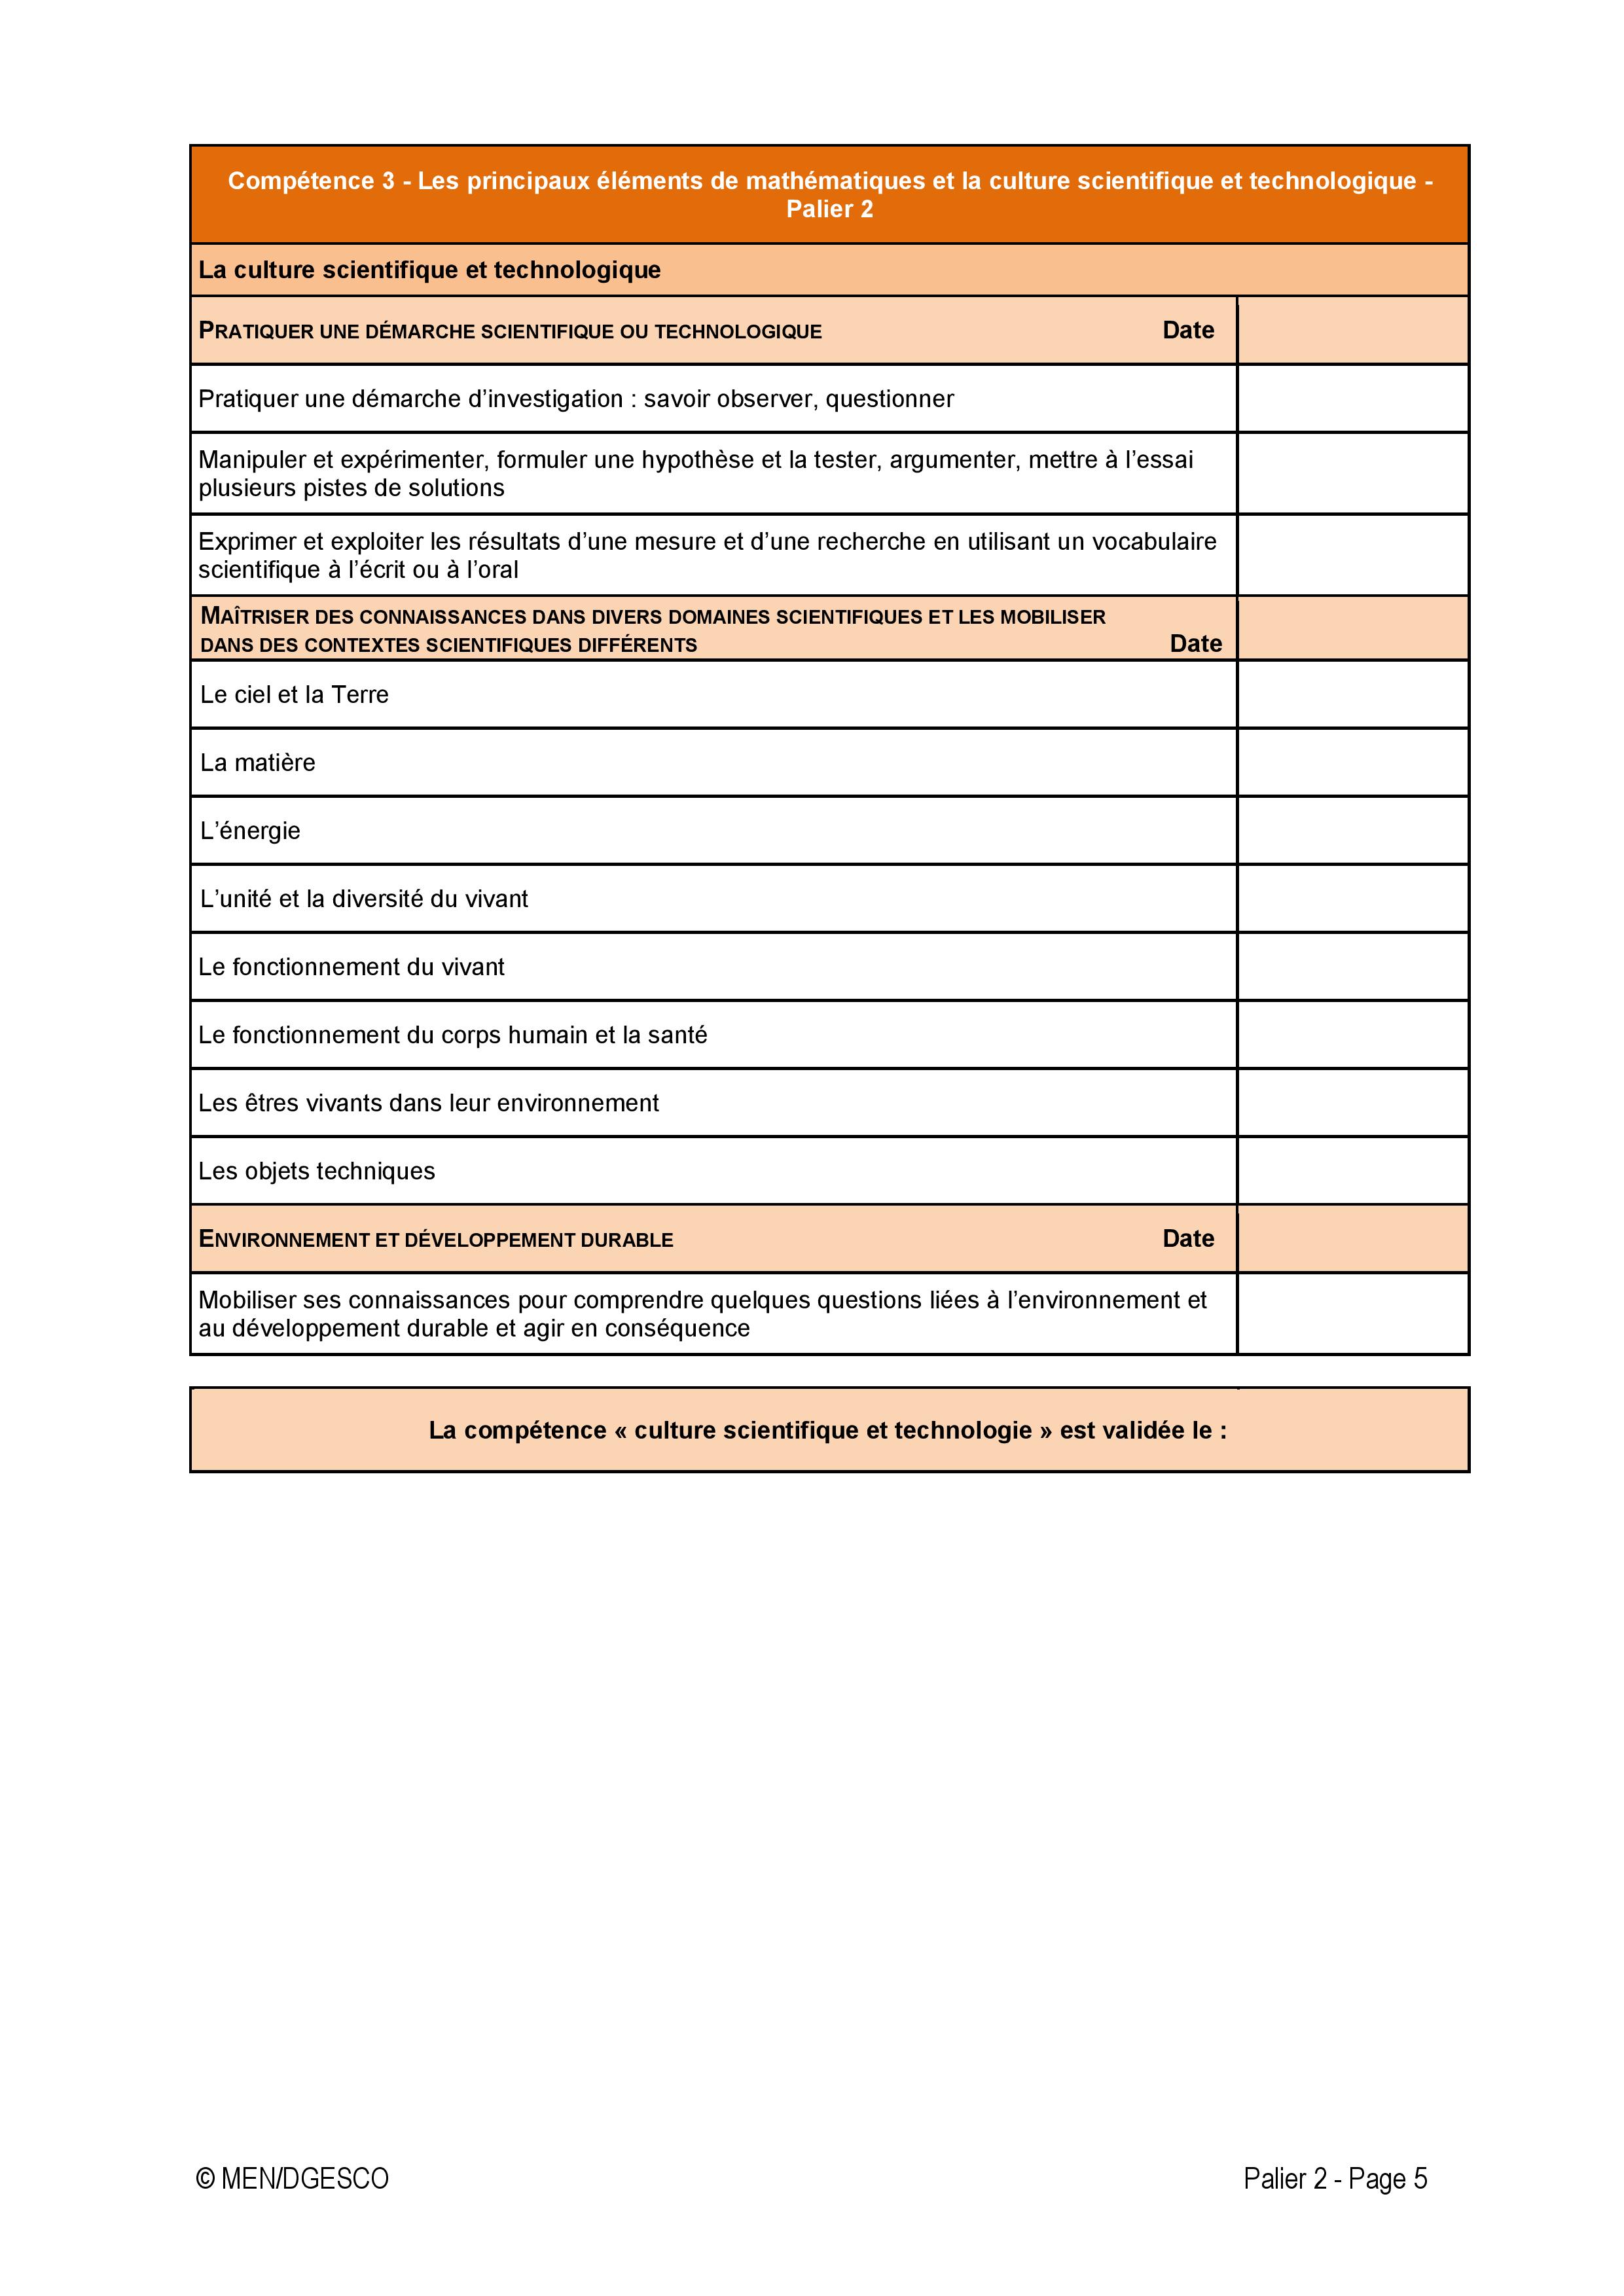 Compétence 3 - Les principaux éléments de mathématiques et la culture scientifique et technologique -
Palier 2
La culture scientifique et technologique
PRATIQUER UNE DÉMARCHE SCIENTIFIQUE OU TECHNOLOGIQUE Date
Pratiquer une démarche d’investigation : savoir observer, questionner
Manipuler et expérimenter, formuler une hypothèse et la tester, argumenter, mettre à l’essai
plusieurs pistes de solutions
Exprimer et exploiter les résultats d’une mesure et d’une recherche en utilisant un vocabulaire
scientifique à l’écrit ou à l’oral
MAÎTRISER DES CONNAISSANCES DANS DIVERS DOMAINES SCIENTIFIQUES ET LES MOBILISER
DANS DES CONTEXTES SCIENTIFIQUES DIFFÉRENTS Date
Le ciel et la Terre
La matière
L’énergie
L’unité et la diversité du vivant
Le fonctionnement du vivant
Le fonctionnement du corps humain et la santé
Les êtres vivants dans leur environnement
Les objets techniques
ENVIRONNEMENT ET DÉVELOPPEMENT DURABLE Date
Mobiliser ses connaissances pour comprendre quelques questions liées à l’environnement et
au développement durable et agir en conséquence
La compétence « culture scientifique et technologie » est validée le :
© MEN/DGESCO Palier 2 - Page 5